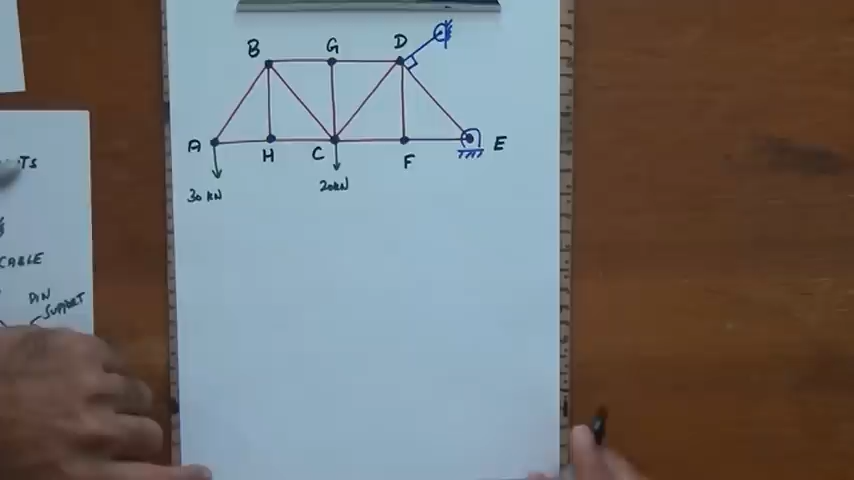 B G D
A H C F E
30 KN 20KN
TS
CABLE
PIN
SUPPORT